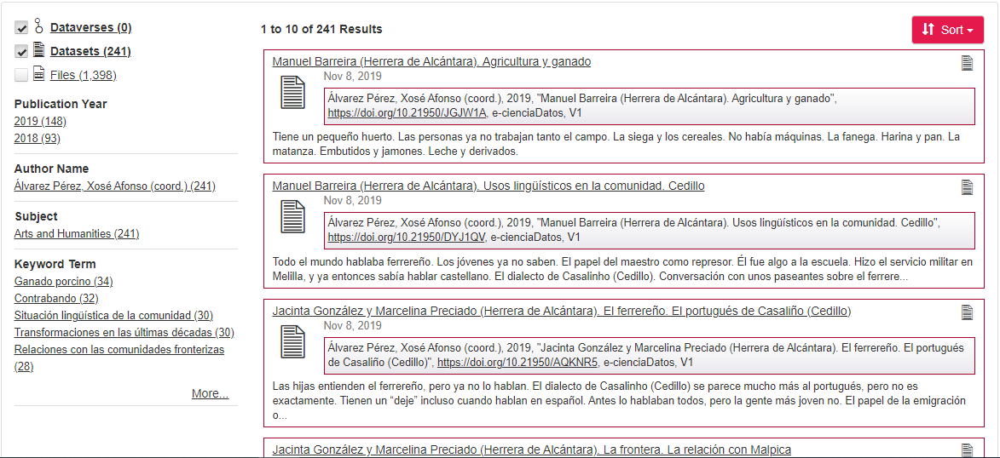 Dataverses (0)
Datasets (241)
Files (1,398)
Publication Year
2019 (148)
2018 (93)
Author Name
Álvarez Pérez, Xosé Afonso (coord.) (241)
Subject
Arts and Humanities (241)
Keyword Term
Ganado porcino (34)
Contrabando (32)
Situación lingüística de la comunidad (30)
Transformaciones en las últimas décadas (30)
Relaciones con las comunidades fronterizas
(28)
More...
1 to 10 of 241 Results
Sort
Manuel Barreira (Herrera de Alcántara). Agricultura y ganado
Nov 8, 2019
Álvarez Pérez, Xosé Afonso (coord.), 2019, "Manuel Barreira (Herrera de Alcántara). Agricultura y ganado",
https://doi.org/10.21950/JGJW1A, e-cienciaDatos, V1
Tiene un pequeño huerto. Las personas ya no trabajan tanto el campo. La siega y los cereales. No había máquinas. La fanega. Harina y pan. La
matanza. Embutidos y jamones. Leche y derivados.
Manuel Barreira (Herrera de Alcántara). Usos lingüísticos en la comunidad. Cedillo
Nov 8, 2019
Álvarez Pérez, Xosé Afonso (coord.), 2019, "Manuel Barreira (Herrera de Alcántara). Usos lingüísticos en la comunidad. Cedillo",
https://doi.org/10.21950/DYJ1QV, e-cienciaDatos, V1
Todo el mundo hablaba ferrereño. Los jóvenes ya no saben. El papel del maestro como represor. Él fue algo a la escuela. Hizo el servicio militar en
Melilla, y ya entonces sabía hablar castellano. El dialecto de Casalinho (Cedillo). Conversación con unos paseantes sobre el ferrere...
Jacinta González y Marcelina Preciado (Herrera de Alcántara). El ferrereño. El portugués de Casaliño (Cedillo)
Nov 8, 2019
Álvarez Pérez, Xosé Afonso (coord.), 2019, "Jacinta González y Marcelina Preciado (Herrera de Alcántara). El ferrereño. El portugués
de Casaliño (Cedillo)", https://doi.org/10.21950/AQKNR5, e-cienciaDatos, V1
Las hijas entienden el ferrereño, pero ya no lo hablan. El dialecto de Casalinho (Cedillo) se parece mucho más al portugués, pero no es
exactamente. Tienen un “deje” incluso cuando hablan en español. Antes lo hablaban todos, pero la gente más joven no. El papel de la emigración
o...
Jacinta González y Marcelina Preciado (Herrera de Alcántara). La frontera. La relación con Malpica